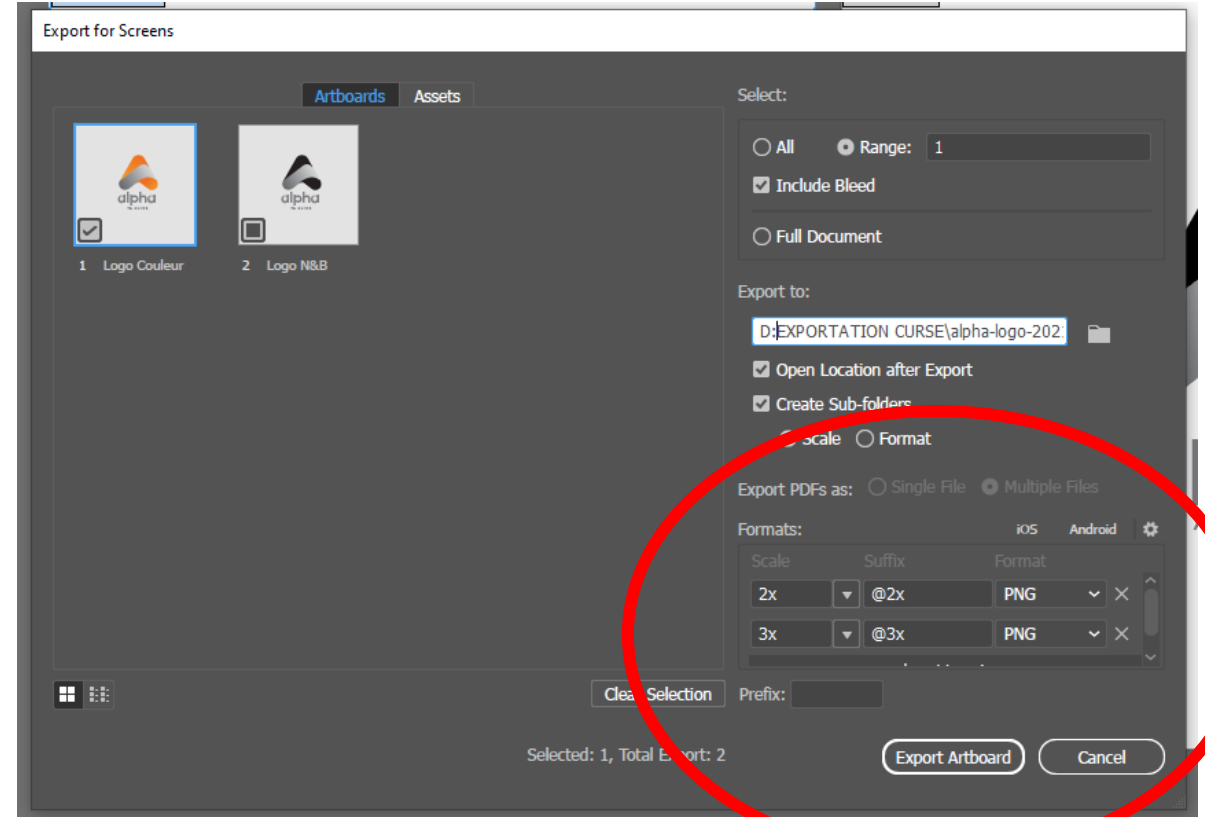 Export for Screens
Artboards Assets
alpha
alpha
1 Logo Couleur
2 Logo N&B
Select:
All Range: 1
Include Bleed
Full Document
Export to:
D:EXPORTATION CURSE\alpha-logo-202
Open Location after Export
Create Sub-folders
Scale Format
Export PDFs as: Single File Multiple Files
Formats: iOS Android
Scale Suffix Format
2x @2x PNG
3x @3x PNG
Clear Selection
Prefix:
Selected: 1, Total Export: 2
Export Artboard Cancel